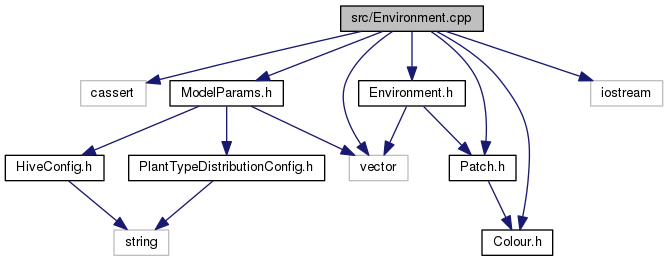 src/Environment.cpp
cassert
ModelParams.h
Environment.h
iostream
HiveConfig.h
PlantTypeDistributionConfig.h
vector
Patch.h
string
Colour.h